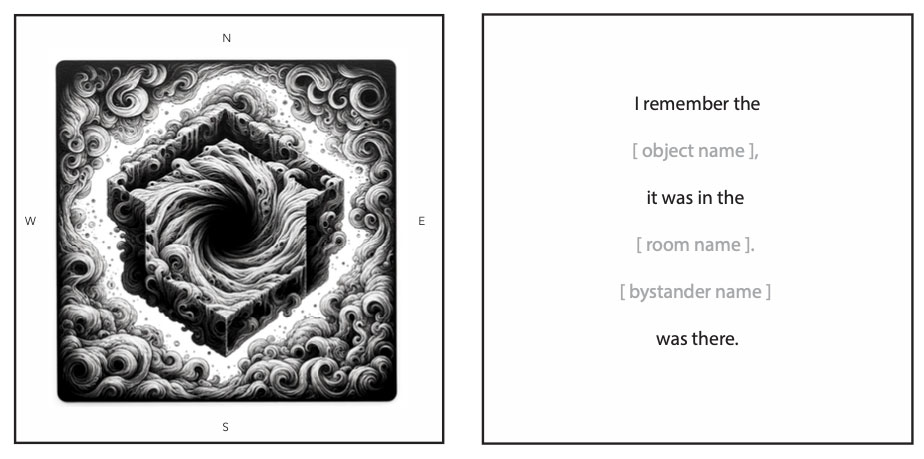 N
W
E
S
I remember the
[ object name ],
it was in the
[ room name ].
[ bystander name ]
was there.